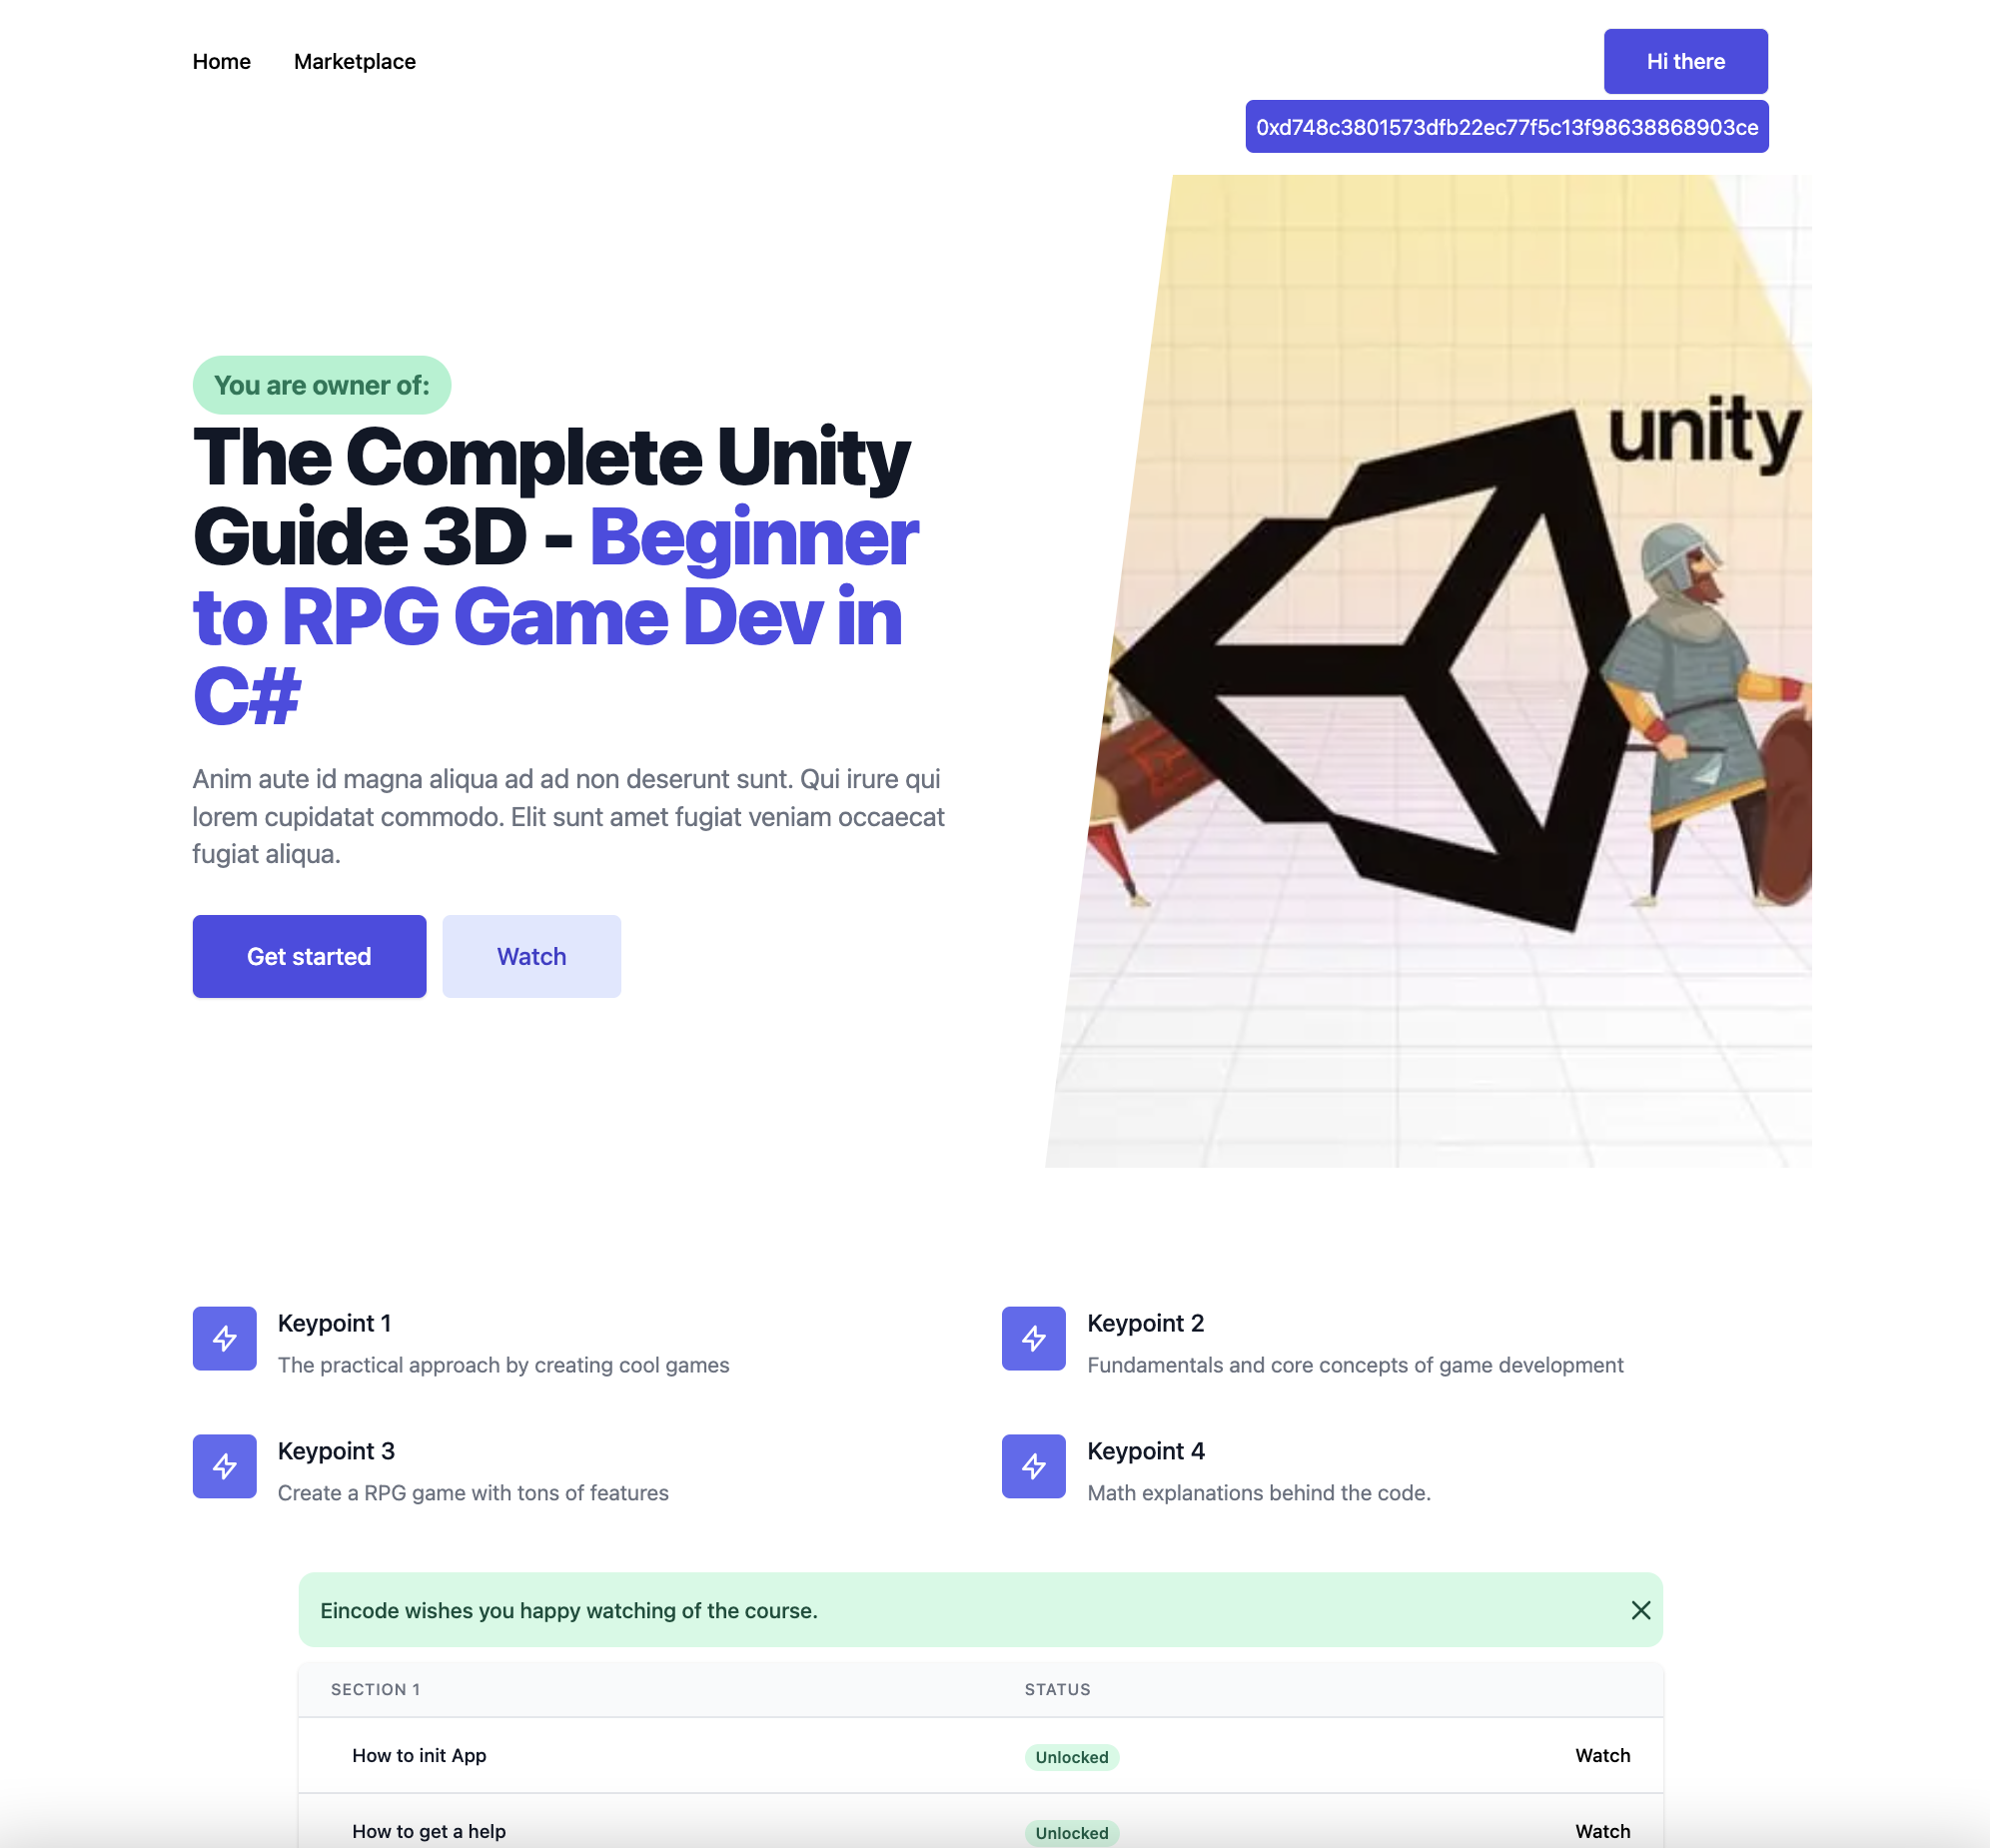 Home Marketplace Hi there
0xd748c3801573dfb22ec77f5c13f98638868903ce
You are owner of:
The Complete Unity
Guide 3D - Beginner
to RPG Game Dev in
C#
unity
Anim aute id magna aliqua ad ad non deserunt sunt. Qui irure qui
lorem cupidatat commodo. Elit sunt amet fugiat veniam occaecat
fugiat aliqua.
Get started Watch
Keypoint 1
The practical approach by creating cool games
Keypoint 2
Fundamentals and core concepts of game development
Keypoint 3
Create a RPG game with tons of features
Keypoint 4
Math explanations behind the code.
Eincode wishes you happy watching of the course.
SECTION 1 STATUS
How to init App Unlocked Watch
How to get a help Unlocked Watch